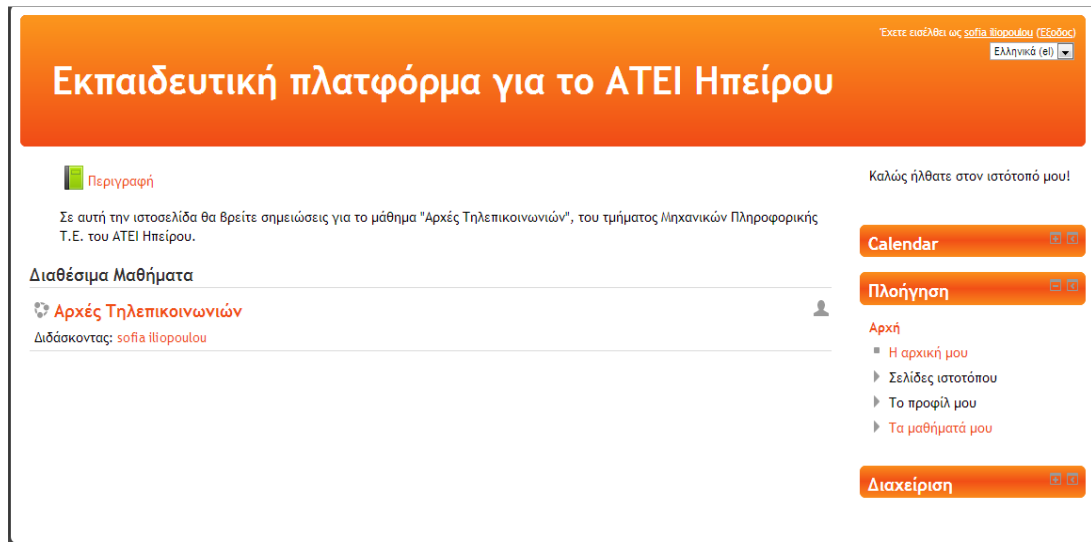 Έχετε εισέλθει ως sofia iliopoulou (Έξοδος)
Ελληνικά (el)
Εκπαιδευτική πλατφόρμα για το ΑΤΕΙ Ηπείρου
Περιγραφή
Σε αυτή την ιστοσελίδα θα βρείτε σημειώσεις για το μάθημα "Αρχές Τηλεπικοινωνιών", του τμήματος Μηχανικών Πληροφορικής
Τ.Ε. του ΑΤΕΙ Ηπείρου.
Διαθέσιμα Μαθήματα
Αρχές Τηλεπικοινωνιών
Διδάσκοντας: sofia iliopoulou
Καλώς ήλθατε στον ιστότοπό μου!
Calendar
Πλοήγηση
Αρχή
Η αρχική μου
Σελίδες ιστοτόπου
Το προφίλ μου
Τα μαθήματά μου
Διαχείριση